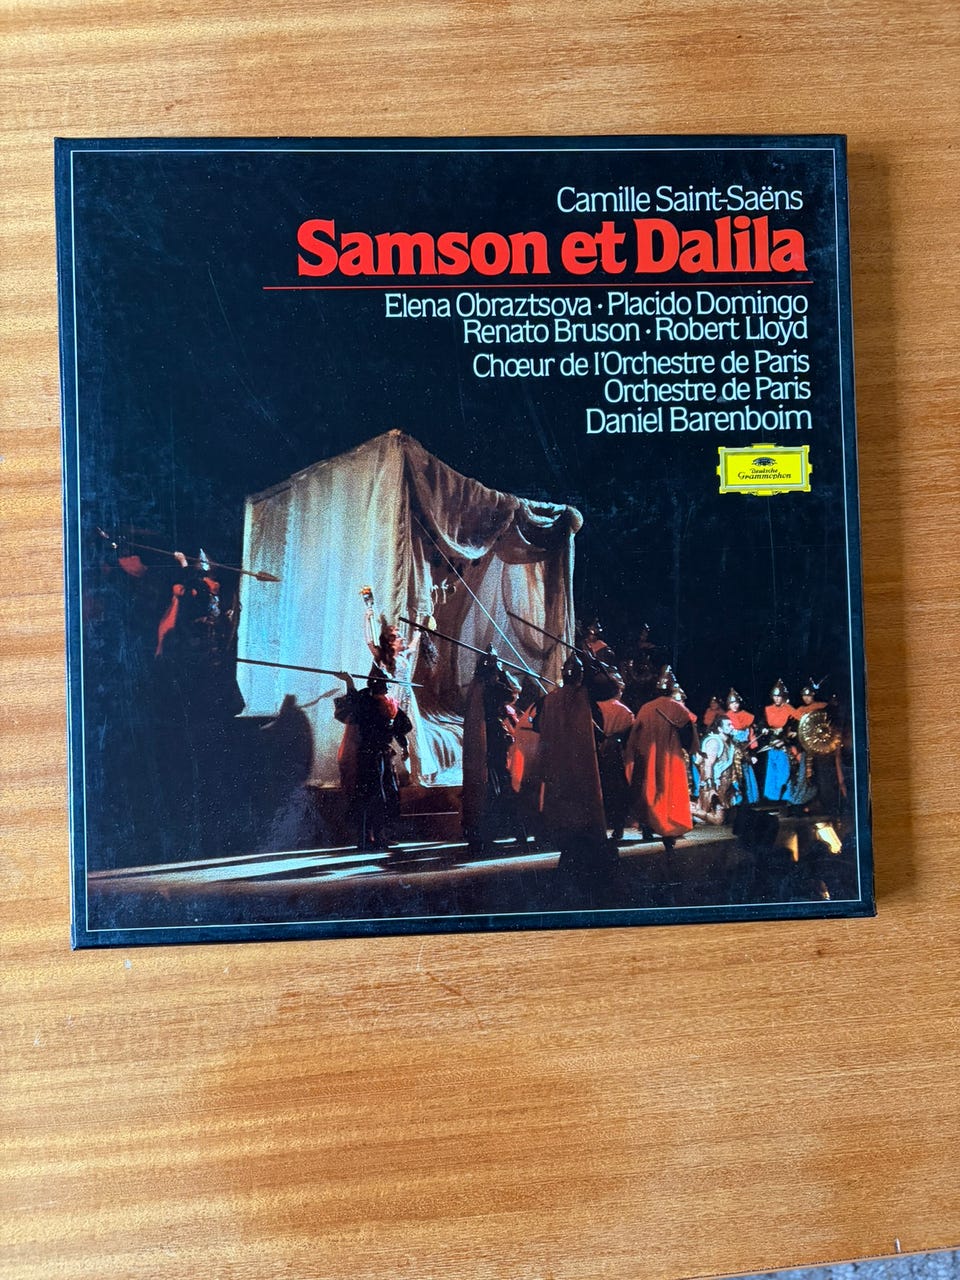 Camille Saint-Saëns
Samson et Dalila
Elena Obraztsova · Placido Domingo
Renato Bruson · Robert Lloyd
Chœur de l'Orchestre de Paris
Orchestre de Paris
Daniel Barenboim
Deutsche
Grammophon